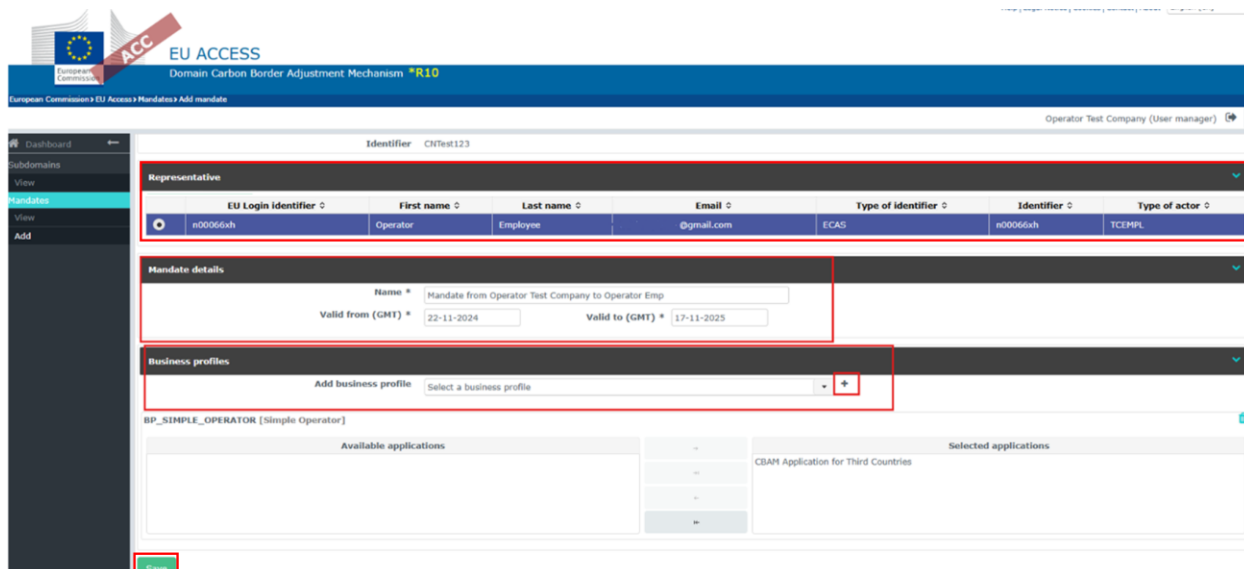 ACC
EU ACCESS
European
Commission
Domain Carbon Border Adjustment Mechanism *R10
European Commission › EU Access › Mandates › Add mandate
Operator Test Company (User manager)
Dashboard
Identifier CNTest123
Subdomains
View
Mandates
View
Add
Representative
EU Login identifier First name Last name Email Type of identifier Identifier Type of actor
n00066xh Operator Employee @gmail.com ECAS n00066xh TCEMPL
Mandate details
Name * Mandate from Operator Test Company to Operator Emp
Valid from (GMT) * 22-11-2024 Valid to (GMT) * 17-11-2025
Business profiles
Add business profile Select a business profile +
BP_SIMPLE_OPERATOR [Simple Operator]
Available applications Selected applications
CBAM Application for Third Countries
Save